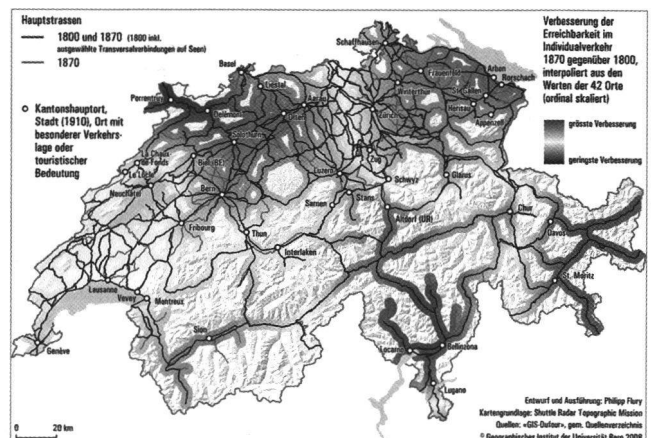 Hauptstrassen
1800 und 1870 (1800 inkl.
ausgewählte Transversalverbindungen auf Seen)
1870
Kantonshauptort,
Stadt (1910), Ort mit
besonderer Verkehrs-
lage oder
touristischer
Bedeutung
Verbesserung der
Erreichbarkeit im
Individualverkehr
1870 gegenüber 1800,
interpoliert aus den
Werten der 42 Orte
(ordinal skaliert)
grösste Verbesserung
geringste Verbesserung
Schaffhausen
Basel
Liestal
Frauenfeld
Arbon
Rorschach
Winterthur
St. Gallen
Herisau
Appenzell
Porrentruy
Delémont
Aarau
Olten
Zürich
Solothurn
La Chaux
de Fonds
Le Locle
Biel (BE)
Zug
Luzern
Neuchâtel
Bern
Schwyz
Glarus
Sarnen
Stans
Altdorf (UR)
Chur
Davos
Fribourg
Thun
Interlaken
St. Moritz
Lausanne
Vevey
Montreux
Sion
Genève
Locarno
Bellinzona
Lugano
0 20 km
Entwurf und Ausführung: Philipp Flury
Kartengrundlage: Shuttle Radar Topographic Mission
Quellen: «GIS-Dufour», gem. Quellenverzeichnis
© Geographisches Institut der Universität Bern 2008